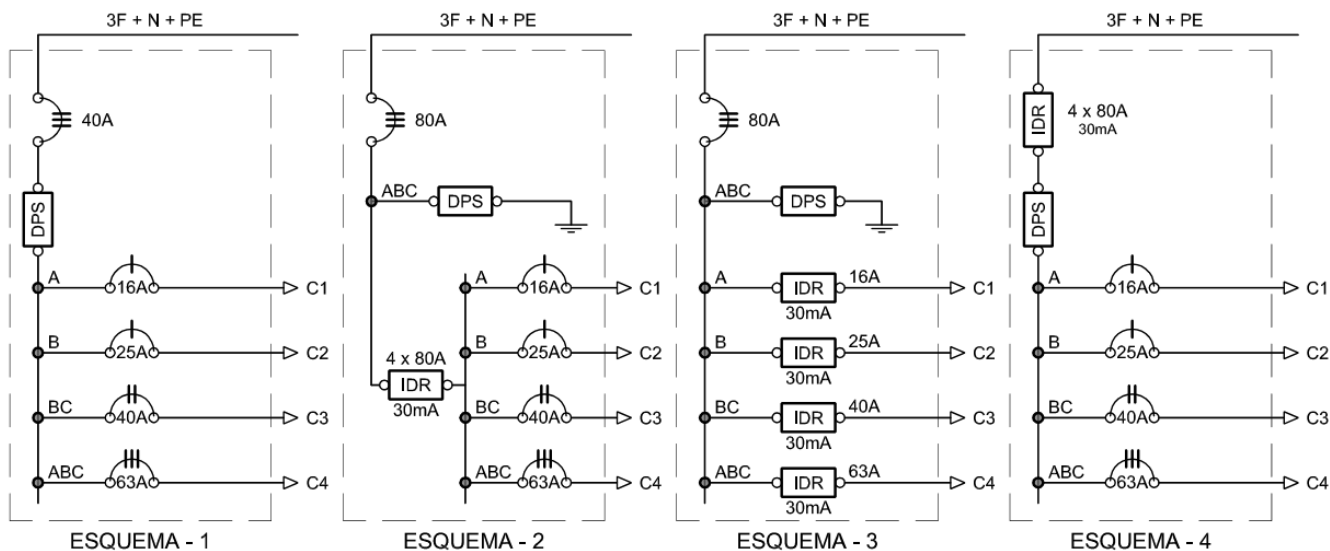 3F + N + PE
40A
DPS
A
16A
C1
B
25A
C2
BC
40A
C3
ABC
63A
C4
ESQUEMA - 1
3F + N + PE
80A
ABC
DPS
A
16A
C1
B
25A
C2
4 x 80A
IDR
30mA
BC
40A
C3
ABC
63A
C4
ESQUEMA - 2
3F + N + PE
80A
ABC
DPS
A
IDR
16A
30mA
C1
B
IDR
25A
30mA
C2
BC
IDR
40A
30mA
C3
ABC
IDR
63A
30mA
C4
ESQUEMA - 3
3F + N + PE
IDR
4 x 80A
30mA
DPS
A
16A
C1
B
25A
C2
BC
40A
C3
ABC
63A
C4
ESQUEMA - 4